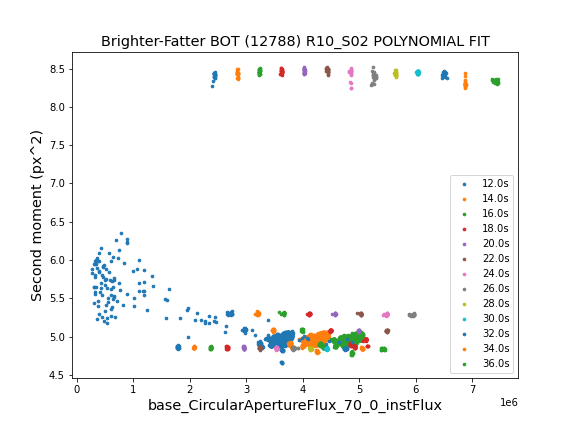 Brighter-Fatter BOT (12788) R10_S02 POLYNOMIAL FIT
Second moment (px^2)
8.5
8.0
7.5
7.0
6.5
6.0
5.5
5.0
4.5
12.0s
14.0s
16.0s
18.0s
20.0s
22.0s
24.0s
26.0s
28.0s
30.0s
32.0s
34.0s
36.0s
0 1 2 3 4 5 6 7
1e6
base_CircularApertureFlux_70_0_instFlux